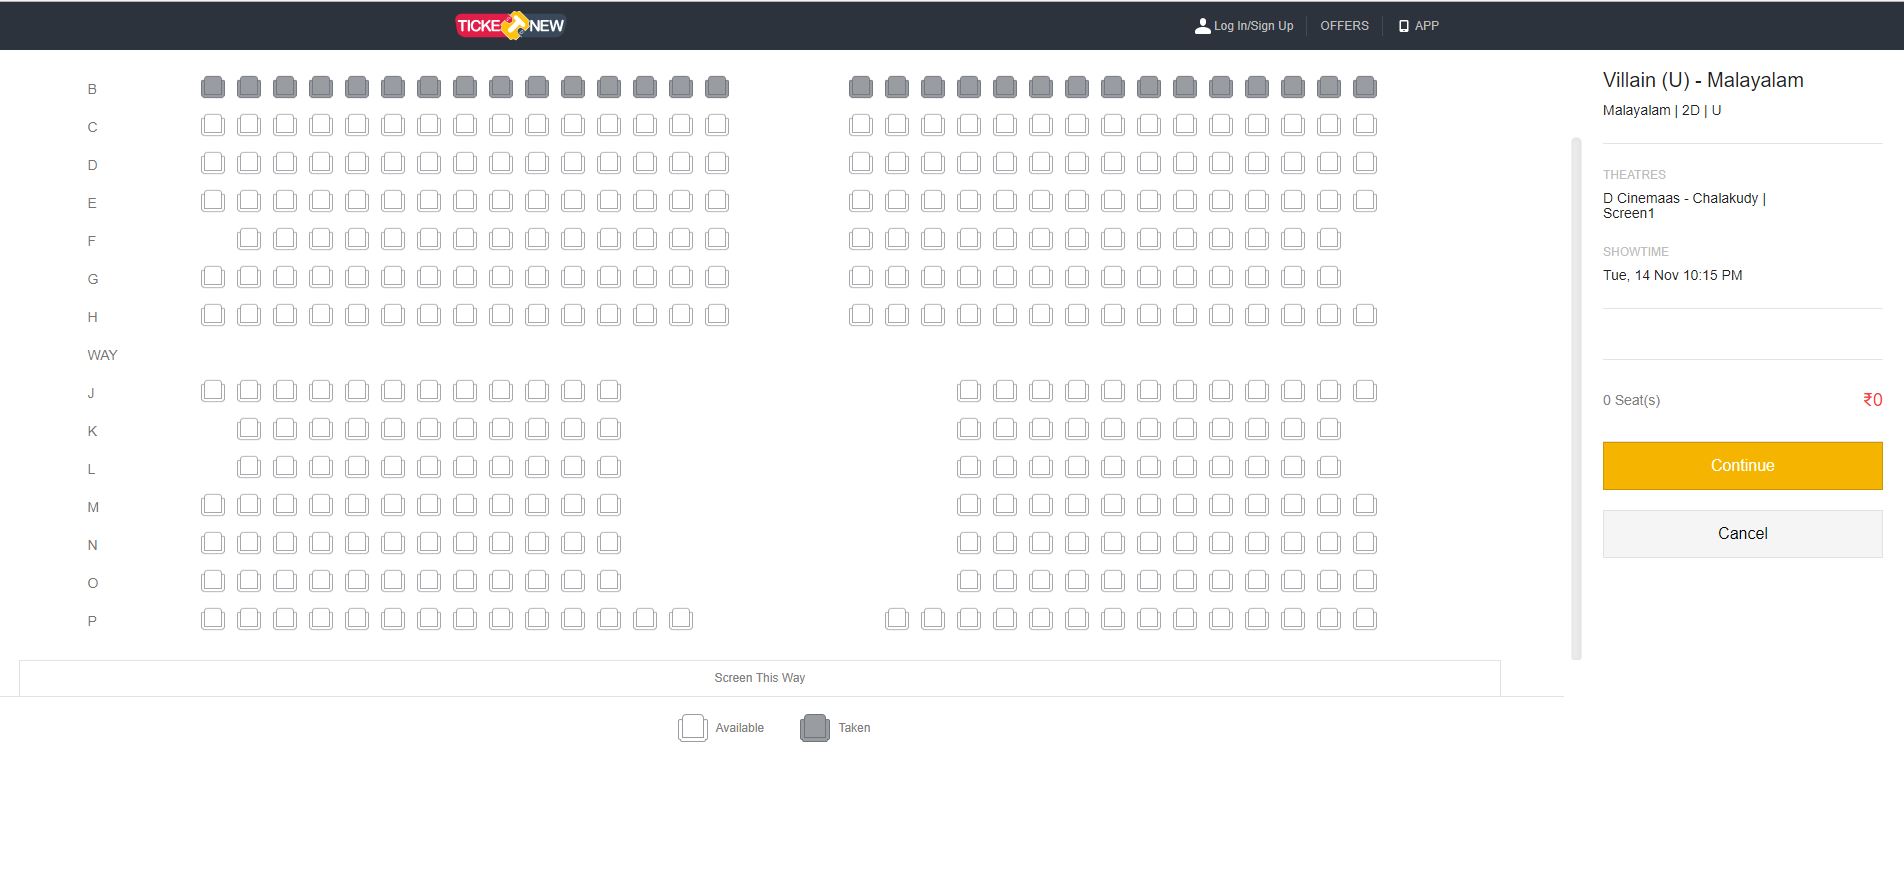 TICKETNEW
Log In/Sign Up
OFFERS
APP
B
C
D
E
F
G
H
WAY
J
K
L
M
N
O
P
Screen This Way
Available
Taken
Villain (U) - Malayalam
Malayalam | 2D | U
THEATRES
D Cinemaas - Chalakudy |
Screen1
SHOWTIME
Tue, 14 Nov 10:15 PM
0 Seat(s)
₹0
Continue
Cancel